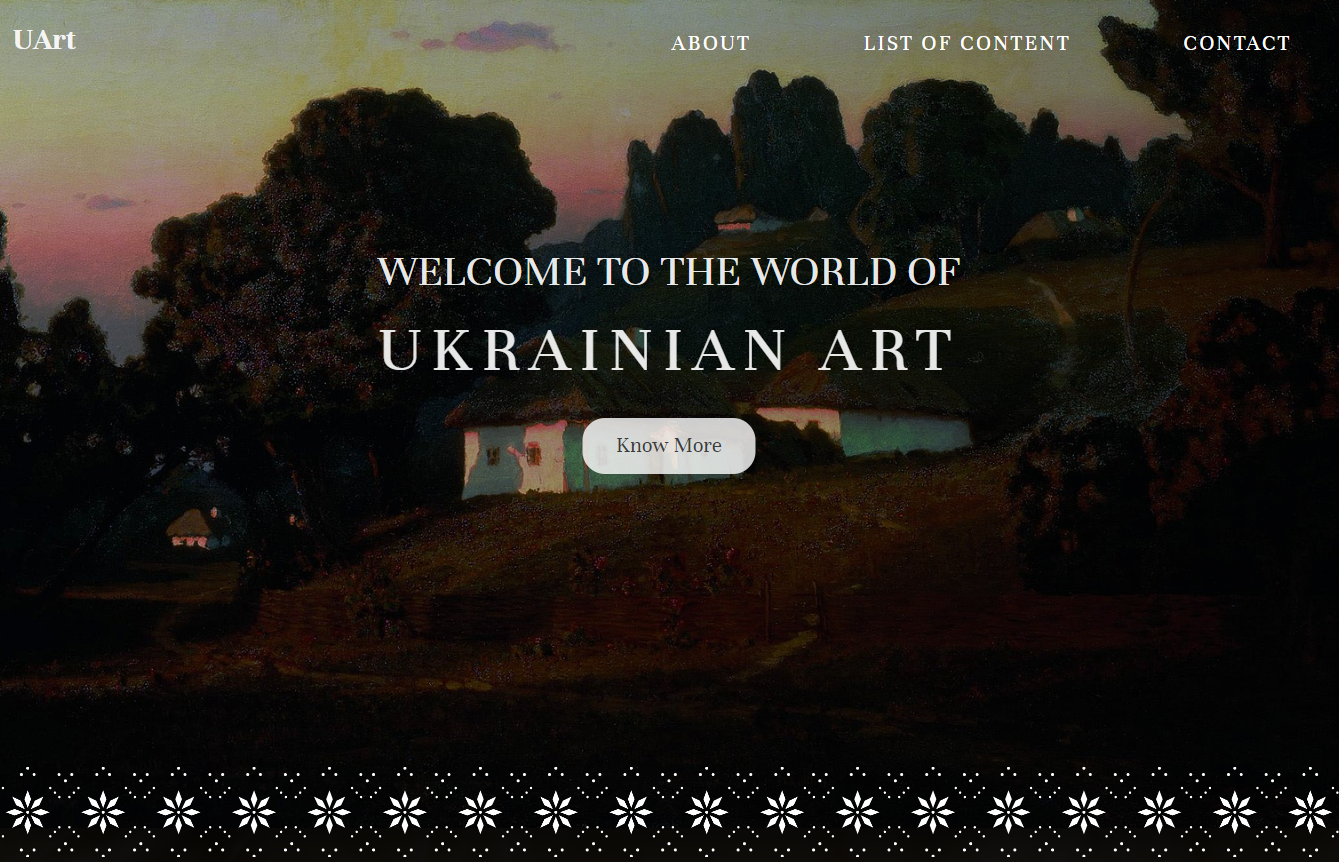 UArt
ABOUT
LIST OF CONTENT
CONTACT
WELCOME TO THE WORLD OF
UKRAINIAN ART
Know More